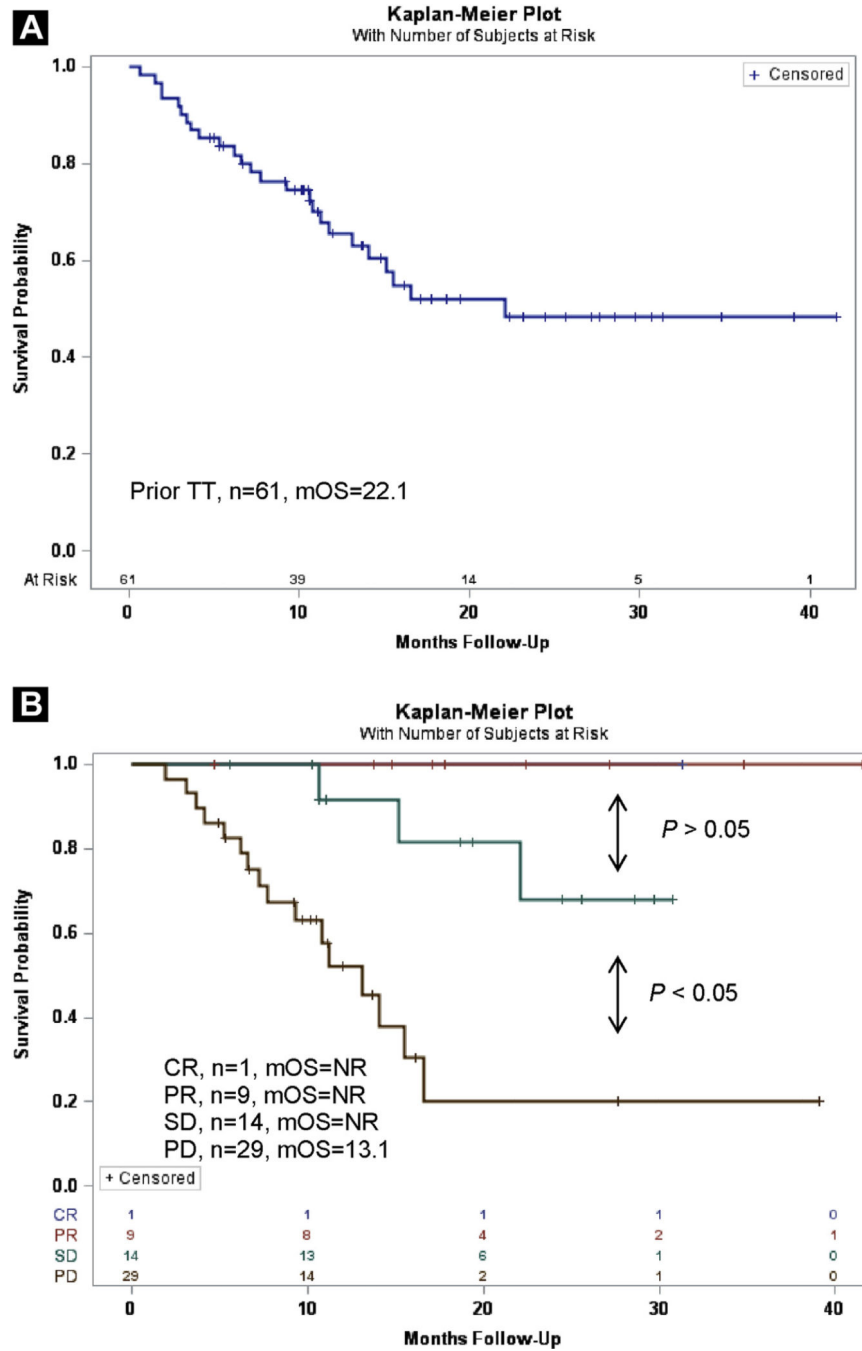 A
Kaplan-Meier Plot
With Number of Subjects at Risk
+ Censored
1.0
0.8
0.6
0.4
0.2
0.0
Survival Probability
Prior TT, n=61, mOS=22.1
At Risk 61 39 14 5 1
0 10 20 30 40
Months Follow-Up
B
Kaplan-Meier Plot
With Number of Subjects at Risk
1.0
0.8
0.6
0.4
0.2
0.0
Survival Probability
P > 0.05
P < 0.05
CR, n=1, mOS=NR
PR, n=9, mOS=NR
SD, n=14, mOS=NR
PD, n=29, mOS=13.1
+ Censored
CR 1 1 1 1 0
PR 9 8 4 2 1
SD 14 13 6 1 0
PD 29 14 2 1 0
0 10 20 30 40
Months Follow-Up